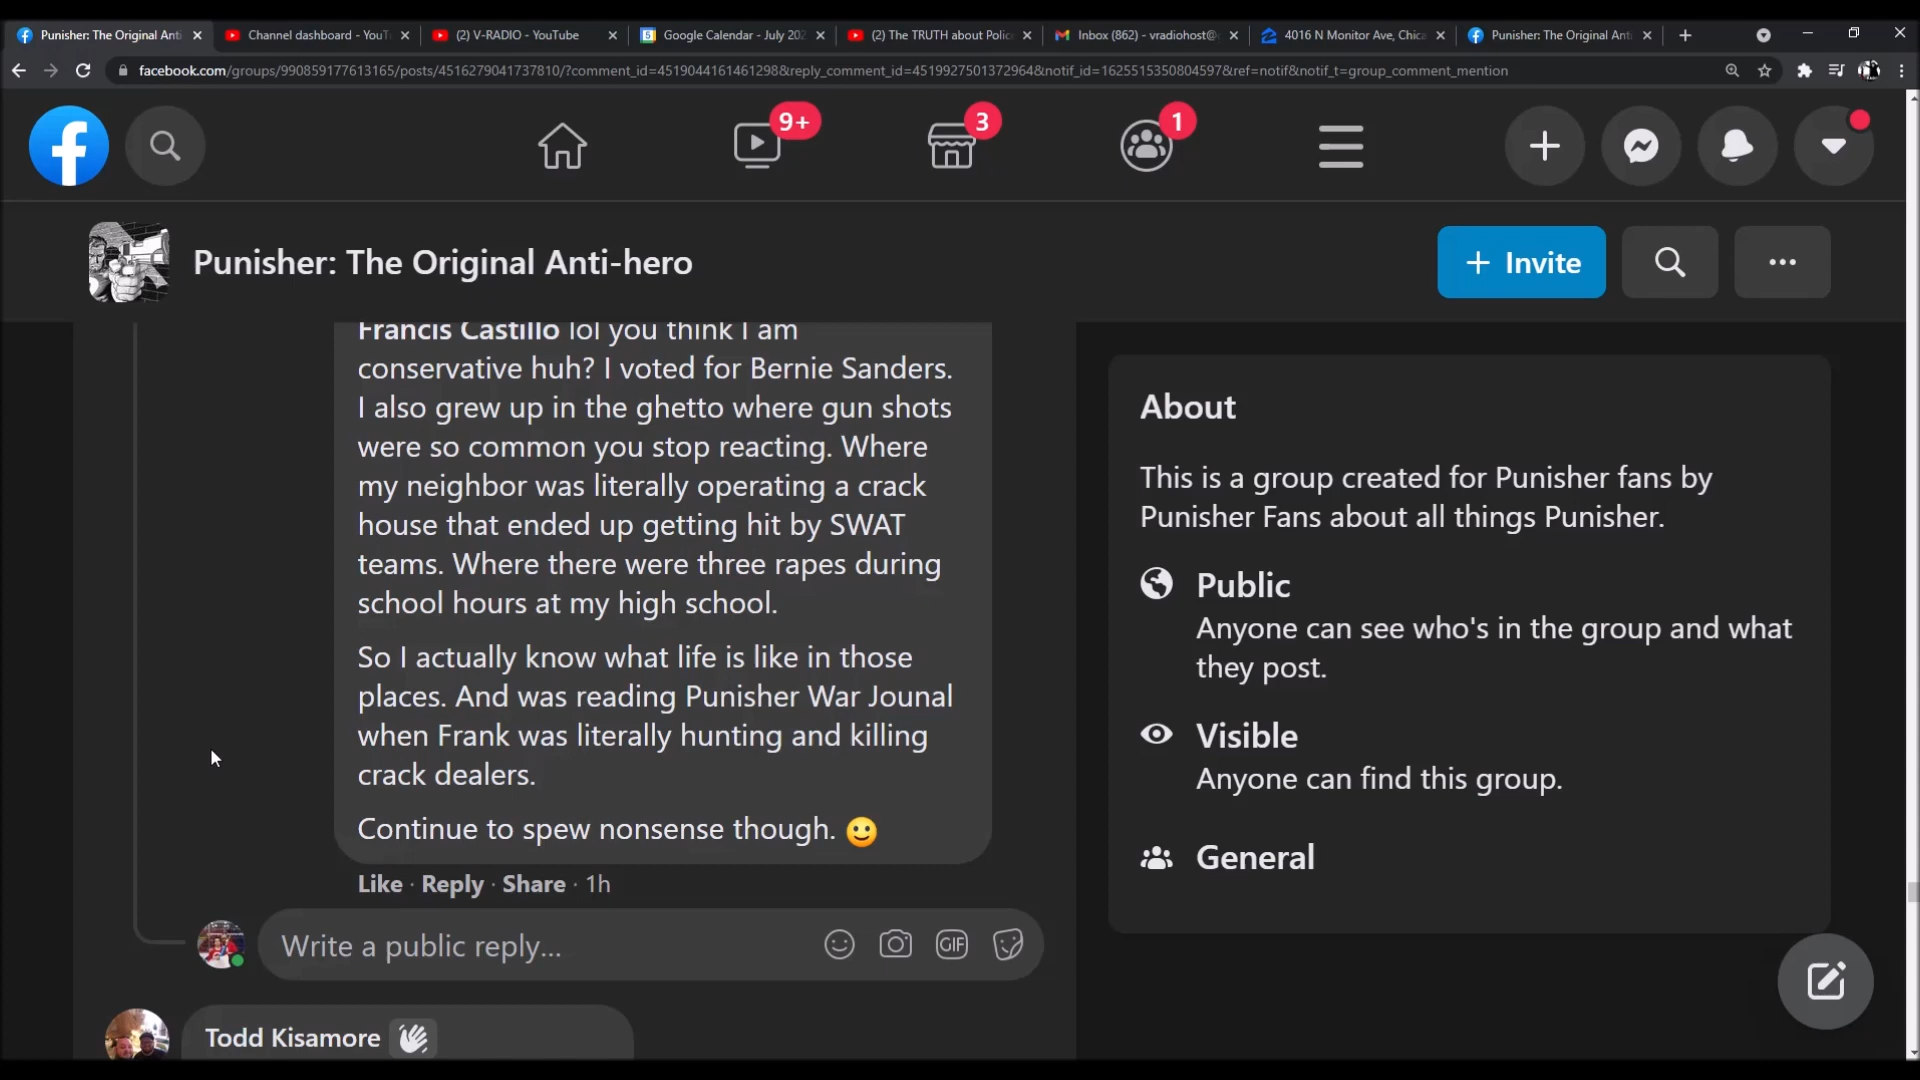 Punisher: The Original Anti
Channel dashboard - YouT
(2) V-RADIO - YouTube
Google Calendar - July 202
(2) The TRUTH about Polic
Inbox (862) - vradiohost@
4016 N Monitor Ave, Chica
Punisher: The Original Anti
facebook.com/groups/990859177613165/posts/4516279041737810/?comment_id=4519044161461298&reply_comment_id=4519927501372964&notif_id=1625515350804597&ref=notif&notif_t=group_comment_mention
9+
3
1
Punisher: The Original Anti-hero
+ Invite
Francis Castillo lol you think I am
conservative huh? I voted for Bernie Sanders.
I also grew up in the ghetto where gun shots
were so common you stop reacting. Where
my neighbor was literally operating a crack
house that ended up getting hit by SWAT
teams. Where there were three rapes during
school hours at my high school.
So I actually know what life is like in those
places. And was reading Punisher War Jounal
when Frank was literally hunting and killing
crack dealers.
Continue to spew nonsense though. 🙂
Like · Reply · Share · 1h
Write a public reply...
GIF
Todd Kisamore
About
This is a group created for Punisher fans by
Punisher Fans about all things Punisher.
Public
Anyone can see who's in the group and what
they post.
Visible
Anyone can find this group.
General